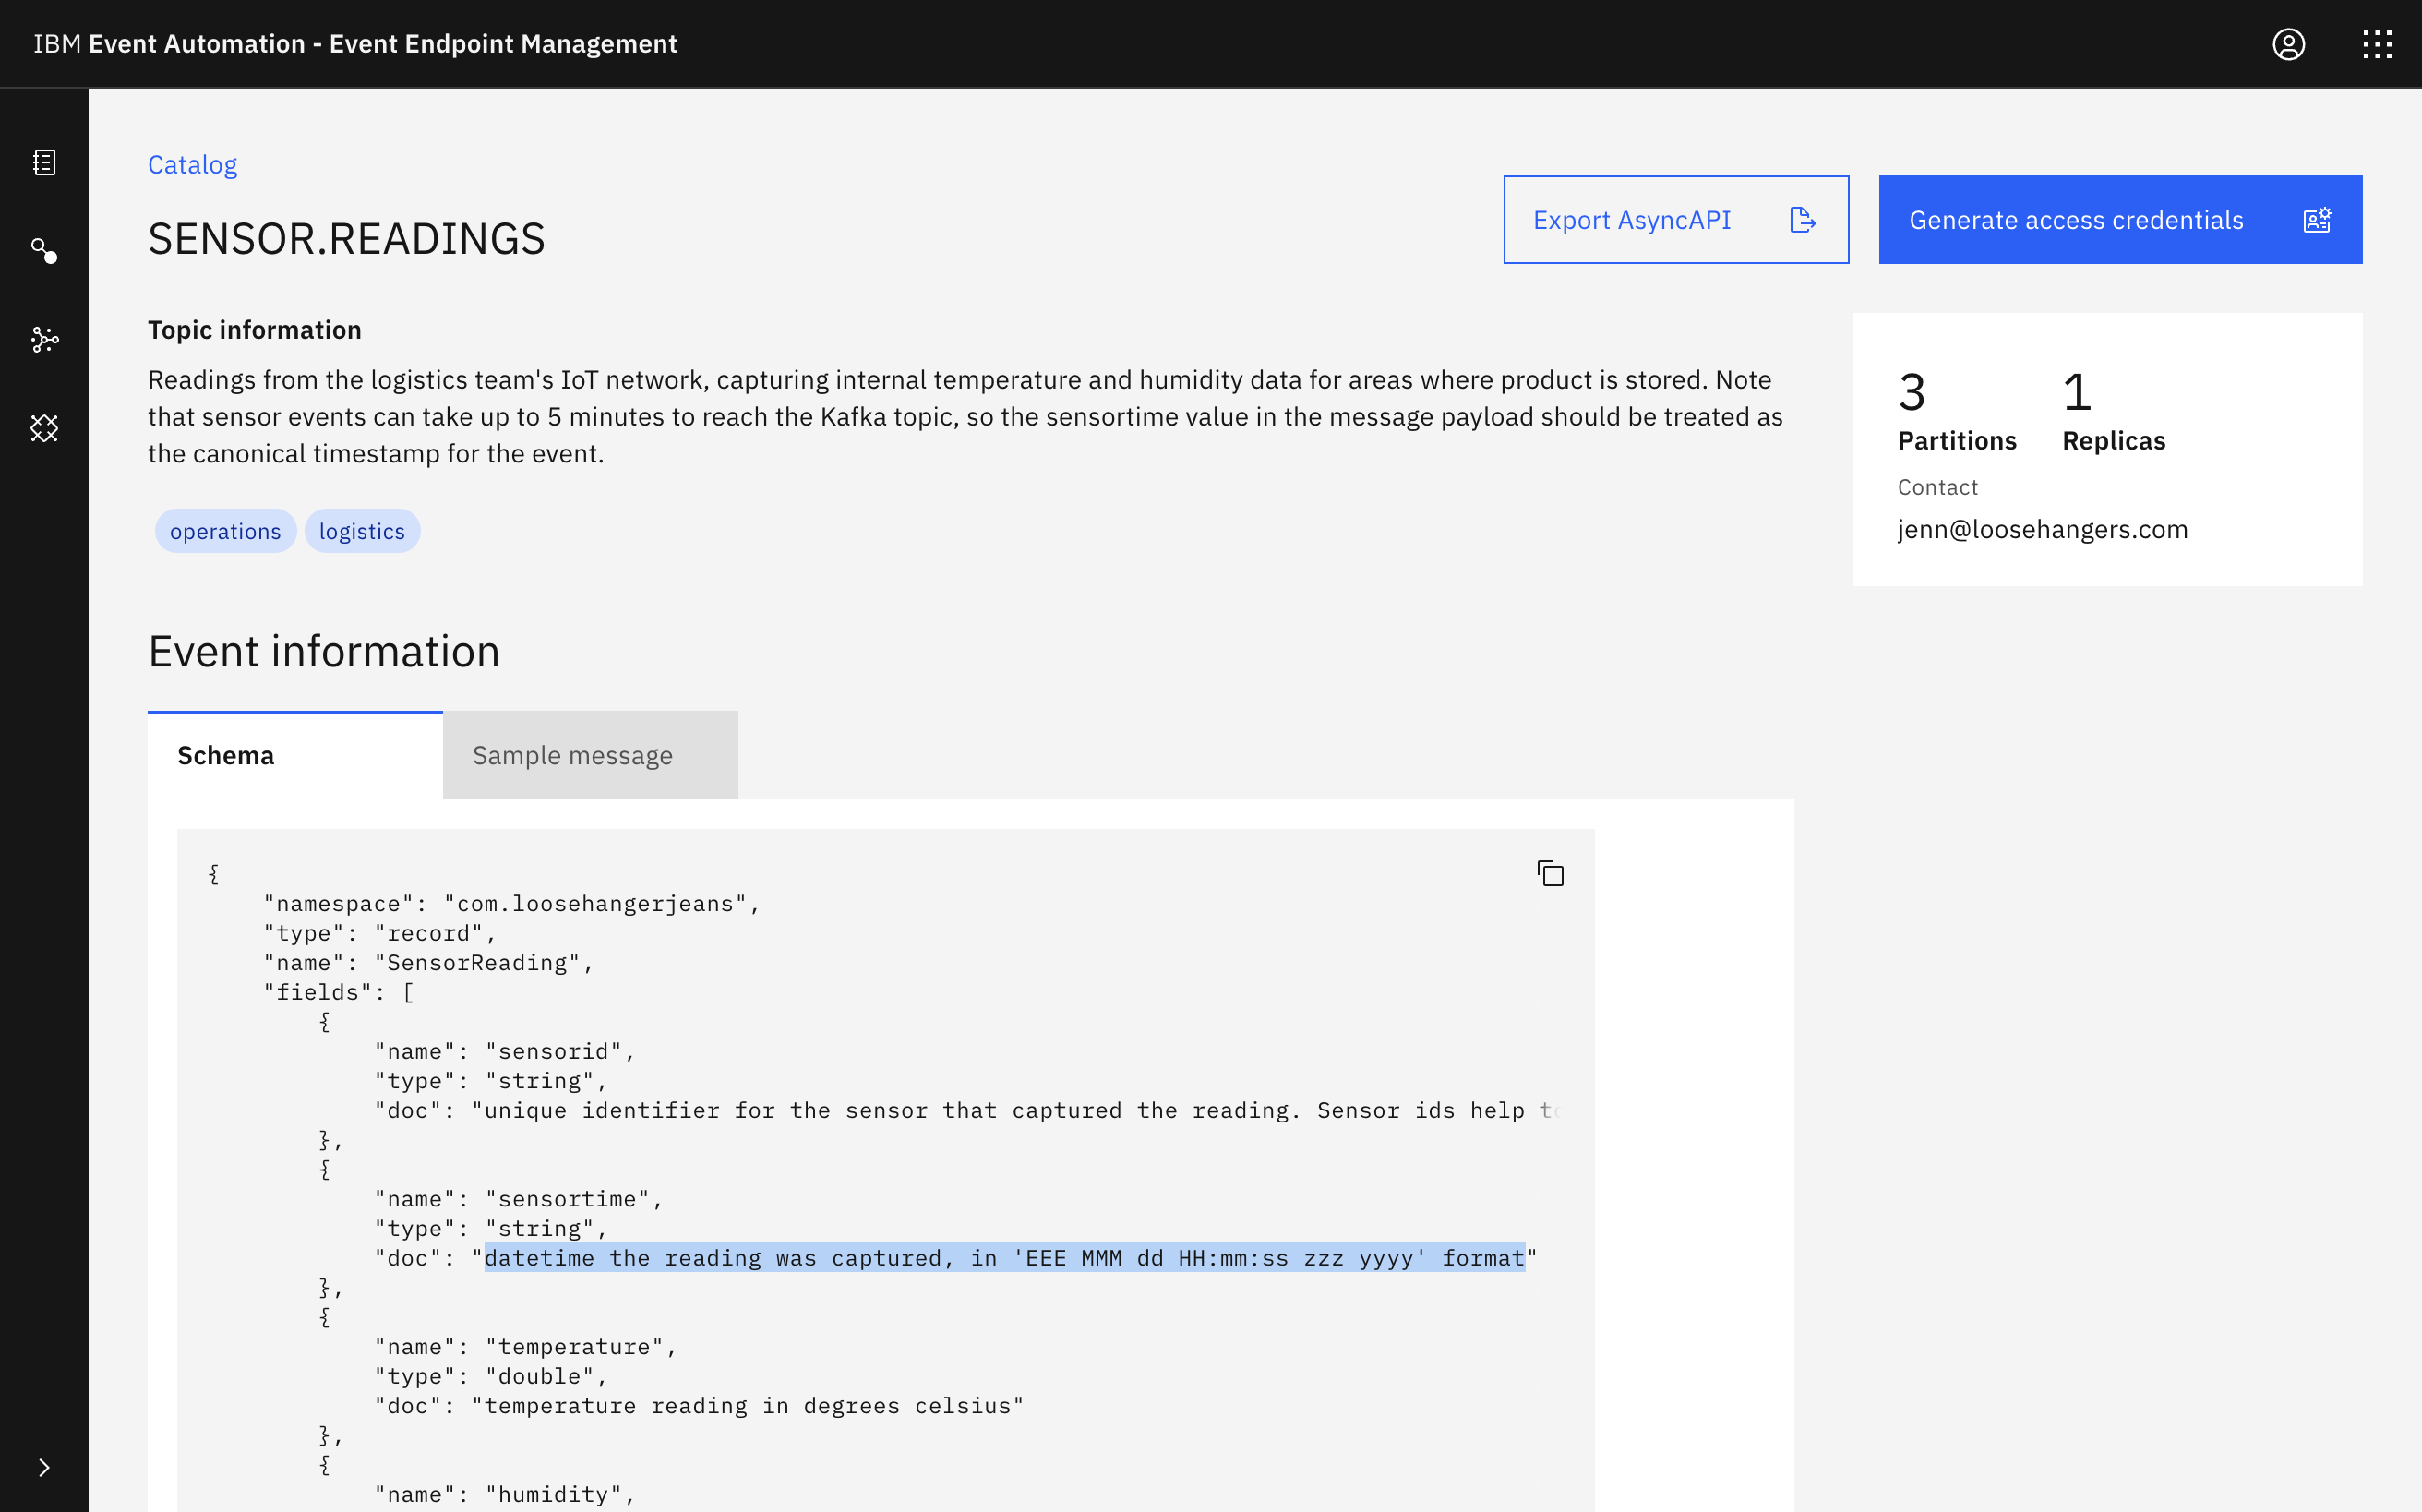 IBM Event Automation - Event Endpoint Management
Catalog
SENSOR.READINGS
Export AsyncAPI
Generate access credentials
Topic information
Readings from the logistics team's IoT network, capturing internal temperature and humidity data for areas where product is stored. Note
that sensor events can take up to 5 minutes to reach the Kafka topic, so the sensortime value in the message payload should be treated as
the canonical timestamp for the event.
operations logistics
3 1
Partitions Replicas
Contact
jenn@loosehangers.com
Event information
Schema Sample message
{
    "namespace": "com.loosehangerjeans",
    "type": "record",
    "name": "SensorReading",
    "fields": [
        {
            "name": "sensorid",
            "type": "string",
            "doc": "unique identifier for the sensor that captured the reading. Sensor ids help to
        },
        {
            "name": "sensortime",
            "type": "string",
            "doc": "datetime the reading was captured, in 'EEE MMM dd HH:mm:ss zzz yyyy' format"
        },
        {
            "name": "temperature",
            "type": "double",
            "doc": "temperature reading in degrees celsius"
        },
        {
            "name": "humidity",